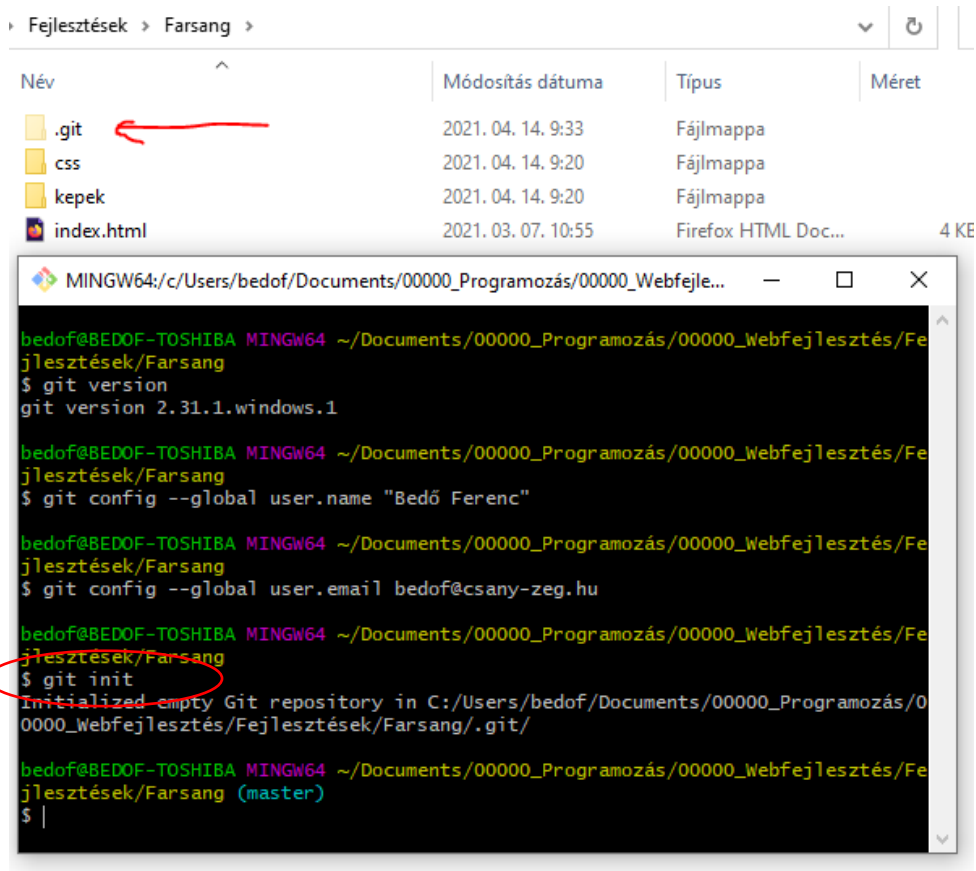 Fejlesztések > Farsang >
Név Módosítás dátuma Típus Méret
.git 2021. 04. 14. 9:33 Fájlmappa
css 2021. 04. 14. 9:20 Fájlmappa
kepek 2021. 04. 14. 9:20 Fájlmappa
index.html 2021. 03. 07. 10:55 Firefox HTML Doc... 4 KB
MINGW64:/c/Users/bedof/Documents/00000_Programozás/00000_Webfejle...
bedof@BEDOF-TOSHIBA MINGW64 ~/Documents/00000_Programozás/00000_Webfejlesztés/Fe
jlesztések/Farsang
$ git version
git version 2.31.1.windows.1
bedof@BEDOF-TOSHIBA MINGW64 ~/Documents/00000_Programozás/00000_Webfejlesztés/Fe
jlesztések/Farsang
$ git config --global user.name "Bedő Ferenc"
bedof@BEDOF-TOSHIBA MINGW64 ~/Documents/00000_Programozás/00000_Webfejlesztés/Fe
jlesztések/Farsang
$ git config --global user.email bedof@csany-zeg.hu
bedof@BEDOF-TOSHIBA MINGW64 ~/Documents/00000_Programozás/00000_Webfejlesztés/Fe
jlesztések/Farsang
$ git init
Initialized empty Git repository in C:/Users/bedof/Documents/00000_Programozás/0
0000_Webfejlesztés/Fejlesztések/Farsang/.git/
bedof@BEDOF-TOSHIBA MINGW64 ~/Documents/00000_Programozás/00000_Webfejlesztés/Fe
jlesztések/Farsang (master)
$